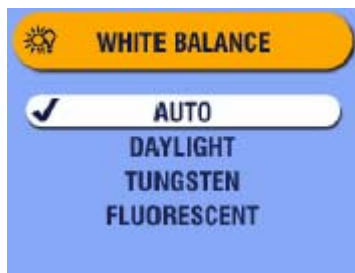 WHITE BALANCE
AUTO
DAYLIGHT
TUNGSTEN
FLUORESCENT